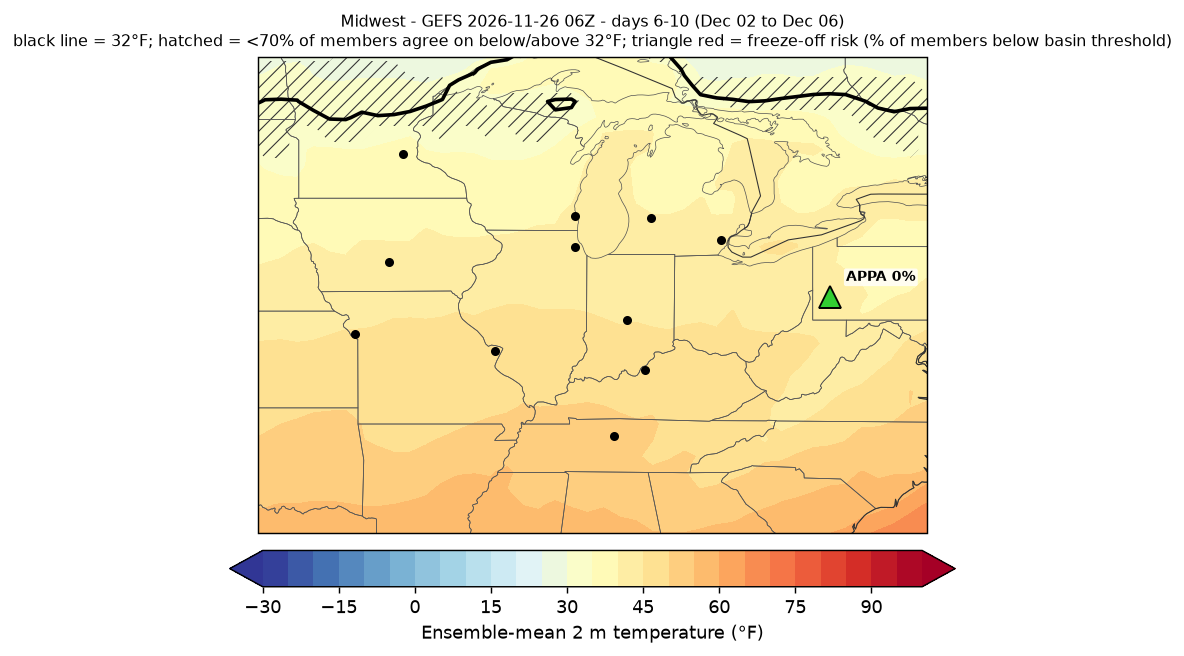 Midwest - GEFS 2026-11-26 06Z - days 6-10 (Dec 02 to Dec 06)
black line = 32°F; hatched = <70% of members agree on below/above 32°F; triangle red = freeze-off risk (% of members below basin threshold)
APPA 0%
−30 −15 0 15 30 45 60 75 90
Ensemble-mean 2 m temperature (°F)